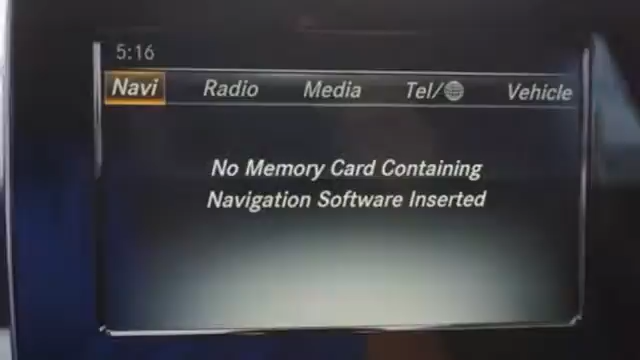 5:16
Navi Radio Media Tel/ Vehicle
No Memory Card Containing
Navigation Software Inserted